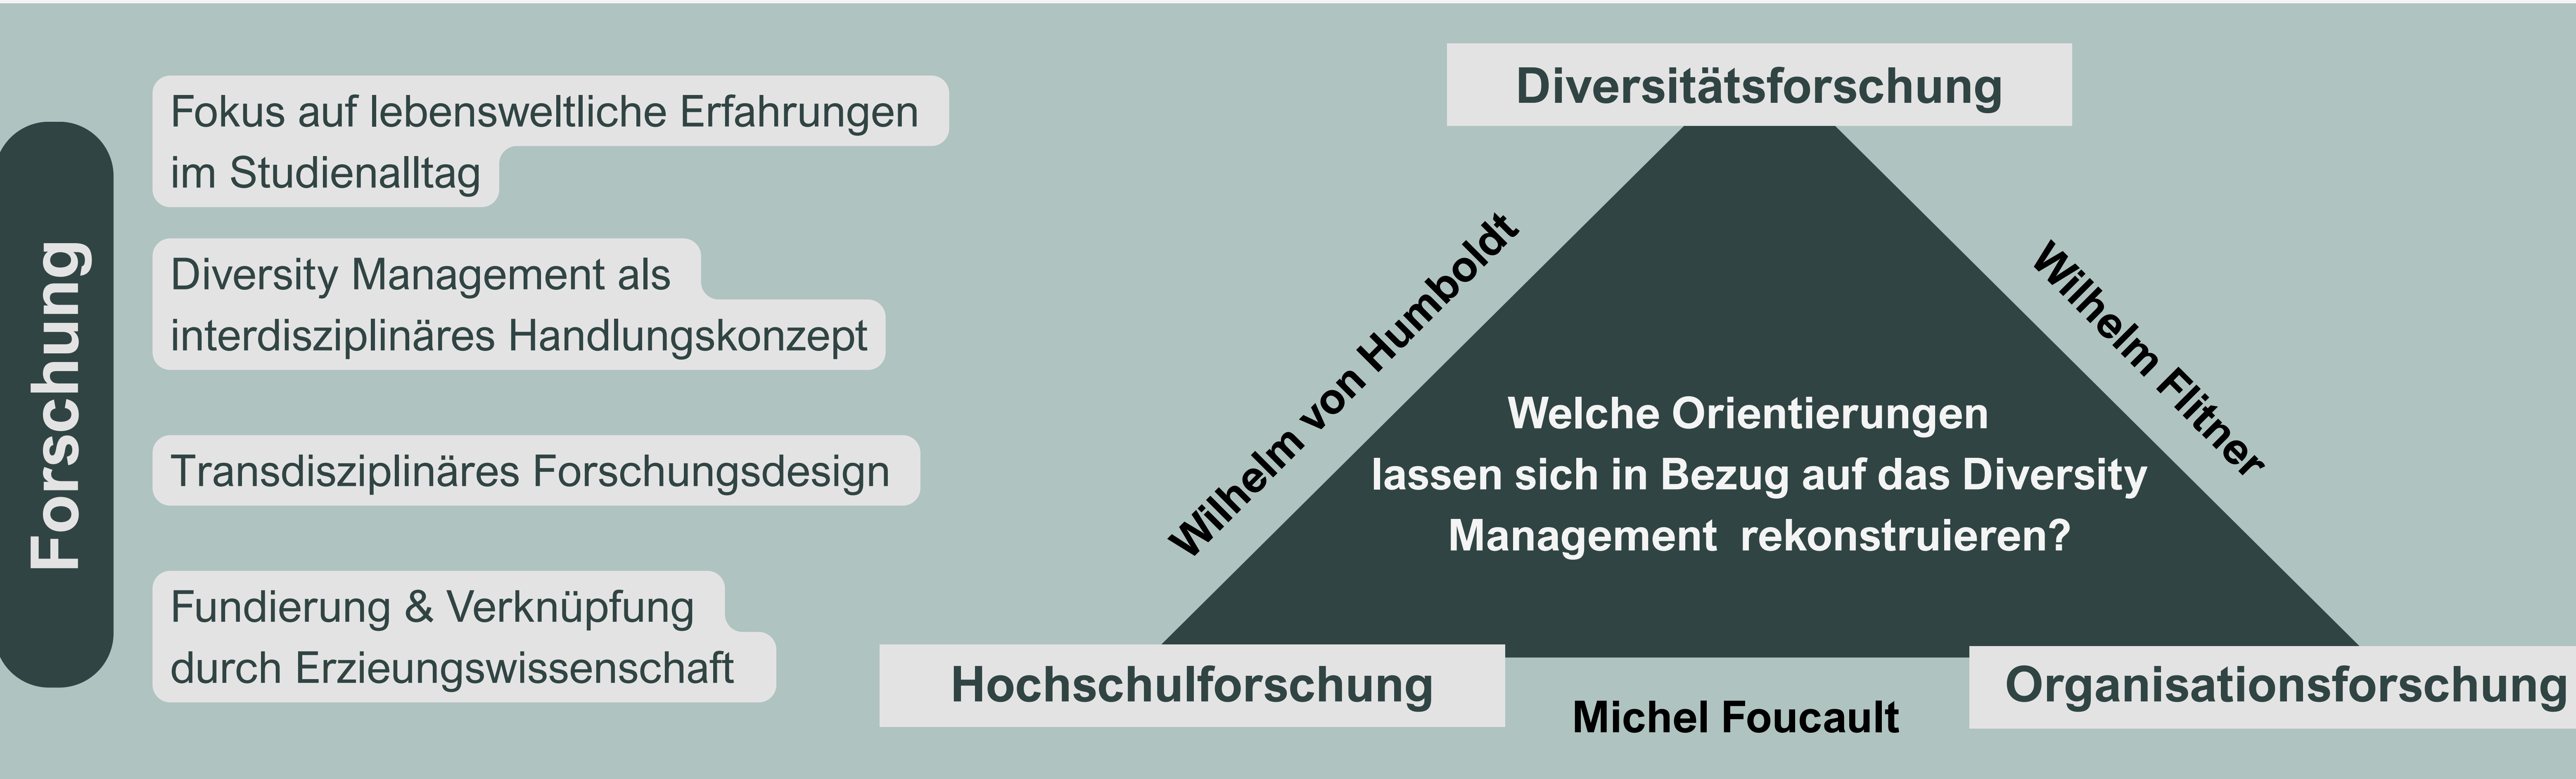 Forschung
Fokus auf lebensweltliche Erfahrungen
im Studienalltag
Diversity Management als
interdisziplinäres Handlungskonzept
Transdisziplinäres Forschungsdesign
Fundierung & Verknüpfung
durch Erzieungswissenschaft
Diversitätsforschung
Wilhelm von Humboldt
Wilhelm Flitner
Welche Orientierungen
lassen sich in Bezug auf das Diversity
Management rekonstruieren?
Hochschulforschung
Michel Foucault
Organisationsforschung